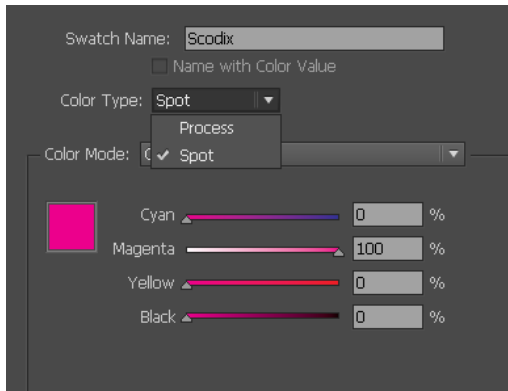 Swatch Name: Scodix
Name with Color Value
Color Type: Spot
Process
Color Mode: C
Spot
Cyan 0 %
Magenta 100 %
Yellow 0 %
Black 0 %